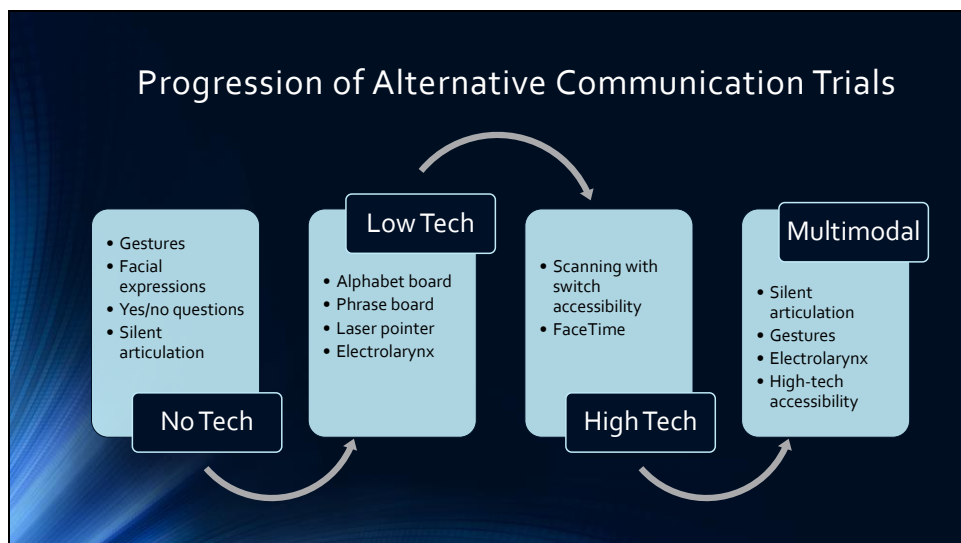 Progression of Alternative Communication Trials
• Gestures
• Facial
expressions
• Yes/no questions
• Silent
articulation
No Tech
Low Tech
• Alphabet board
• Phrase board
• Laser pointer
• Electrolarynx
• Scanning with
switch
accessibility
• FaceTime
High Tech
Multimodal
• Silent
articulation
• Gestures
• Electrolarynx
• High-tech
accessibility